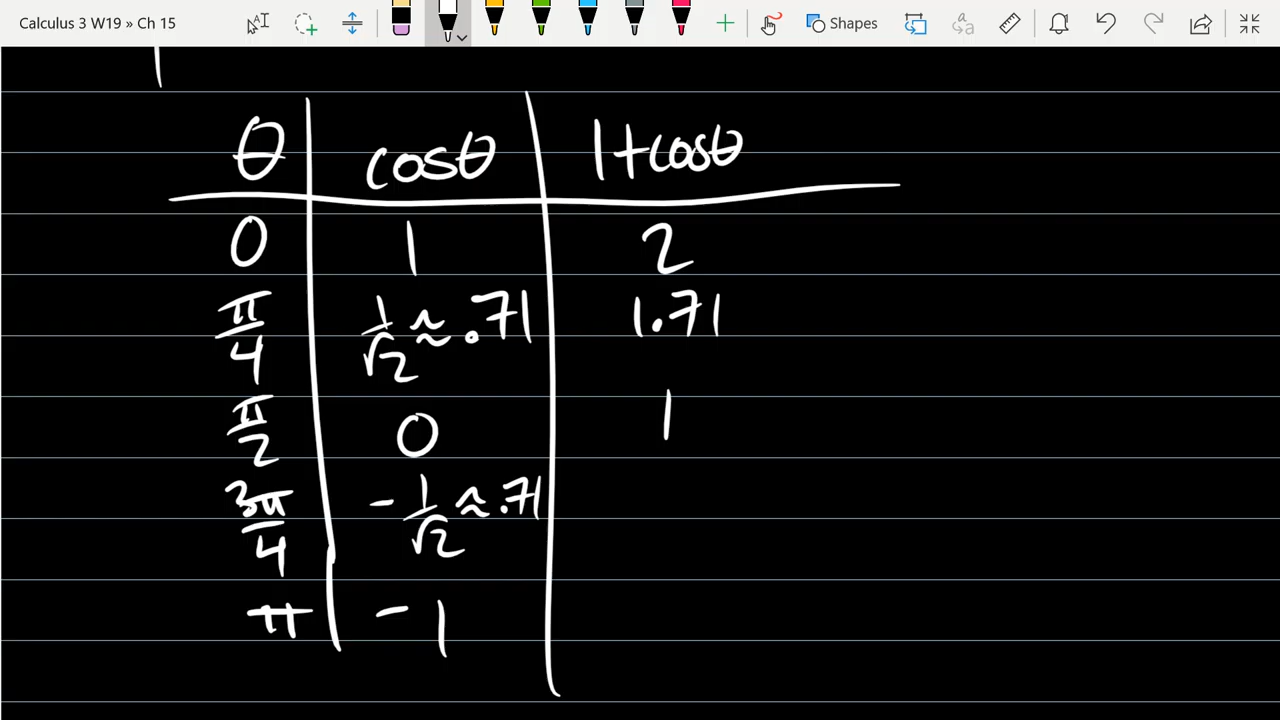 Calculus 3 W19 » Ch 15
Shapes
θ cosθ 1+cosθ
0 1 2
π/4 1/√2 ≈ .71 1.71
π/2 0 1
3π/4 -1/√2 ≈ .71
π -1